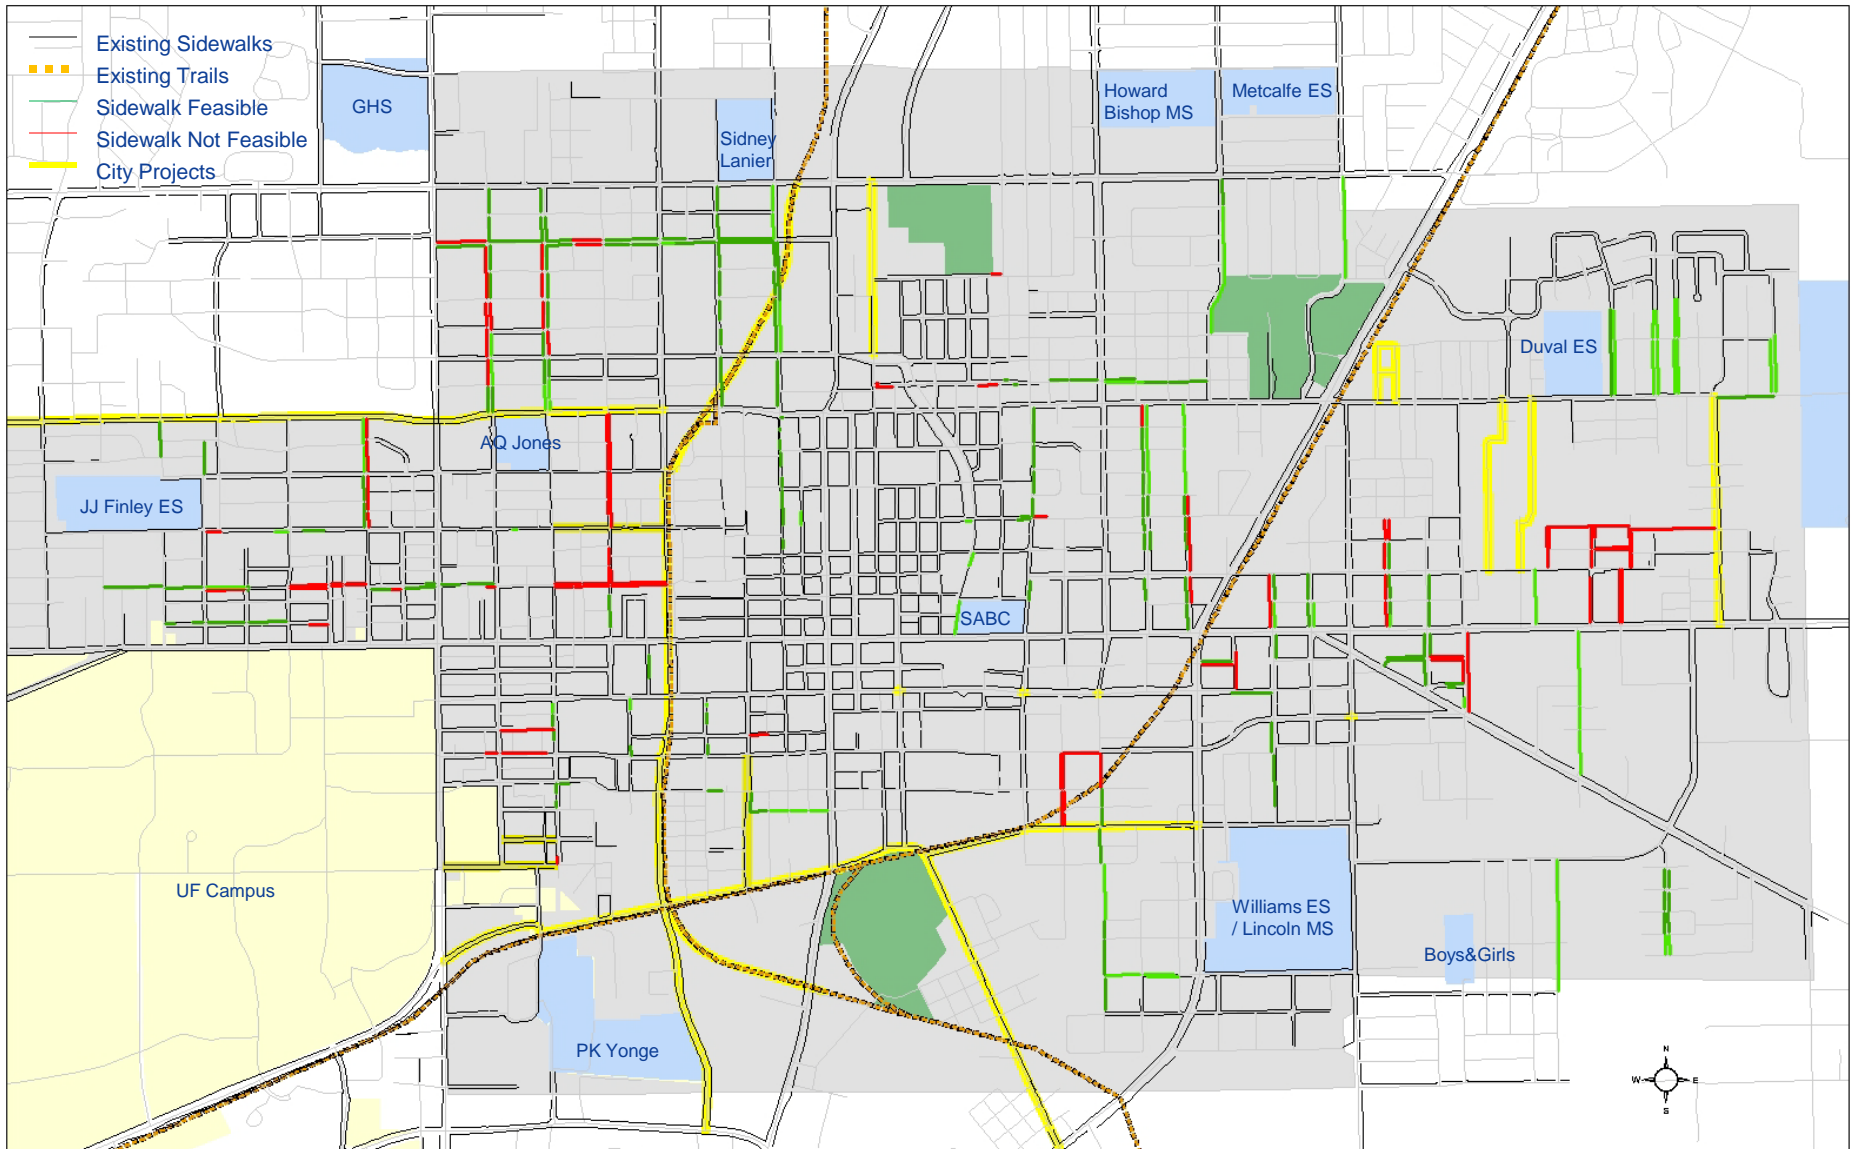 Existing Sidewalks
Existing Trails
Sidewalk Feasible
Sidewalk Not Feasible
City Projects
GHS
Sidney
Lanier
Howard
Bishop MS
Metcalfe ES
Duval ES
AQ Jones
JJ Finley ES
SABC
UF Campus
Williams ES
/ Lincoln MS
Boys&Girls
PK Yonge
N
W
E
S